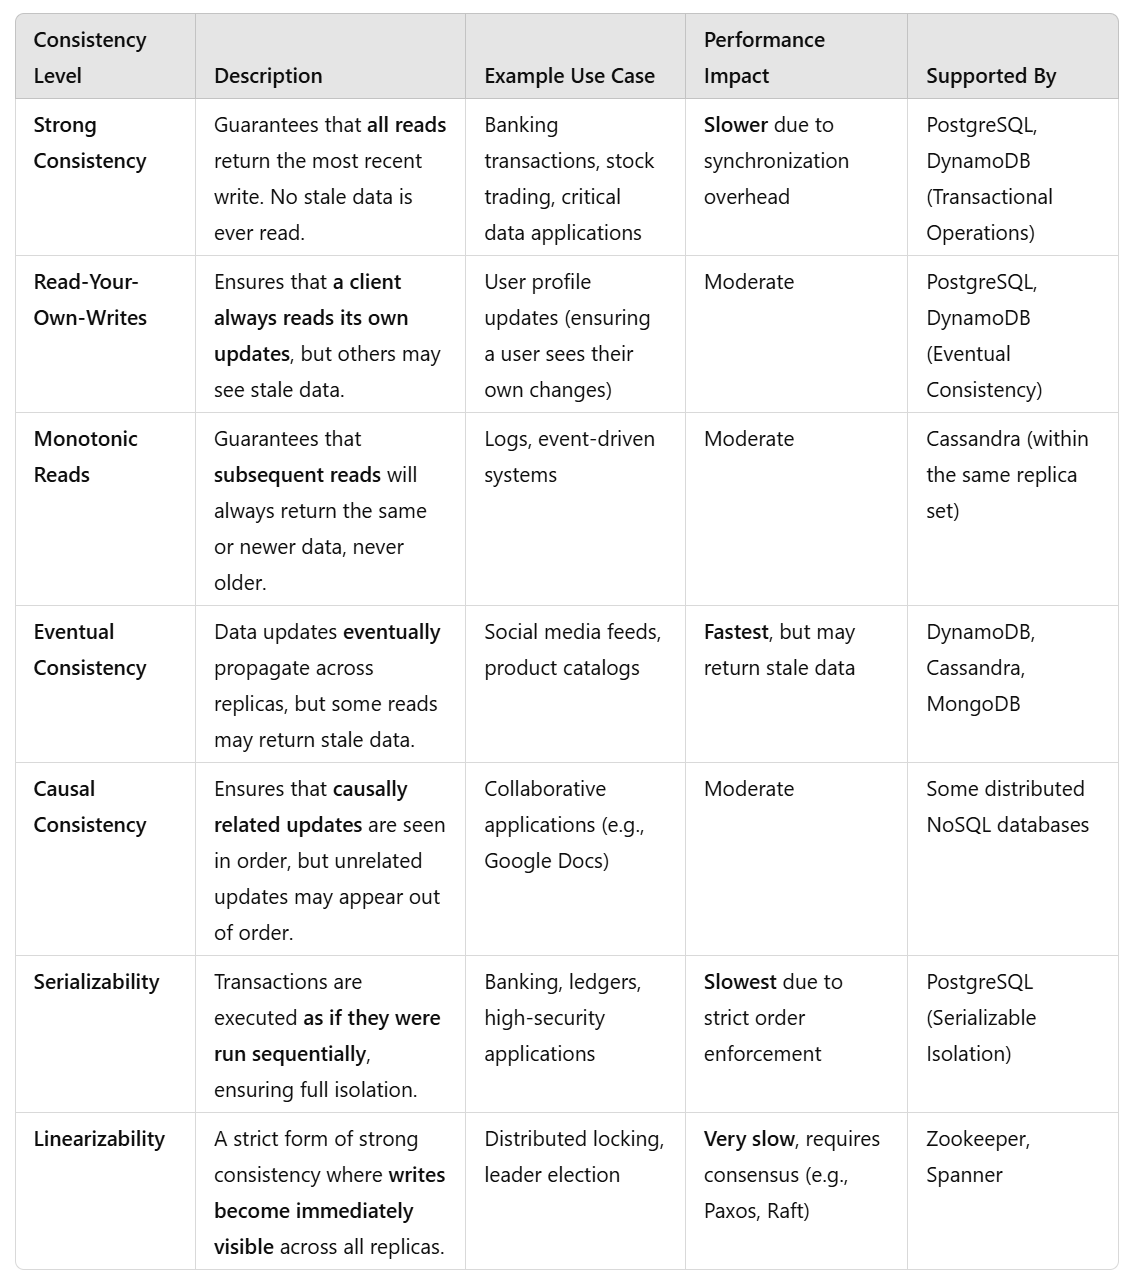 Consistency Level
Description
Example Use Case
Performance Impact
Supported By
Strong
Consistency
Guarantees that all reads
return the most recent
write. No stale data is
ever read.
Banking
transactions, stock
trading, critical
data applications
Slower due to
synchronization
overhead
PostgreSQL,
DynamoDB
(Transactional
Operations)
Read-Your-
Own-Writes
Ensures that a client
always reads its own
updates, but others may
see stale data.
User profile
updates (ensuring
a user sees their
own changes)
Moderate
PostgreSQL,
DynamoDB
(Eventual
Consistency)
Monotonic
Reads
Guarantees that
subsequent reads will
always return the same
or newer data, never
older.
Logs, event-driven
systems
Moderate
Cassandra (within
the same replica
set)
Eventual
Consistency
Data updates eventually
propagate across
replicas, but some reads
may return stale data.
Social media feeds,
product catalogs
Fastest, but may
return stale data
DynamoDB,
Cassandra,
MongoDB
Causal
Consistency
Ensures that causally
related updates are seen
in order, but unrelated
updates may appear out
of order.
Collaborative
applications (e.g.,
Google Docs)
Moderate
Some distributed
NoSQL databases
Serializability
Transactions are
executed as if they were
run sequentially,
ensuring full isolation.
Banking, ledgers,
high-security
applications
Slowest due to
strict order
enforcement
PostgreSQL
(Serializable
Isolation)
Linearizability
A strict form of strong
consistency where writes
become immediately
visible across all replicas.
Distributed locking,
leader election
Very slow, requires
consensus (e.g.,
Paxos, Raft)
Zookeeper,
Spanner